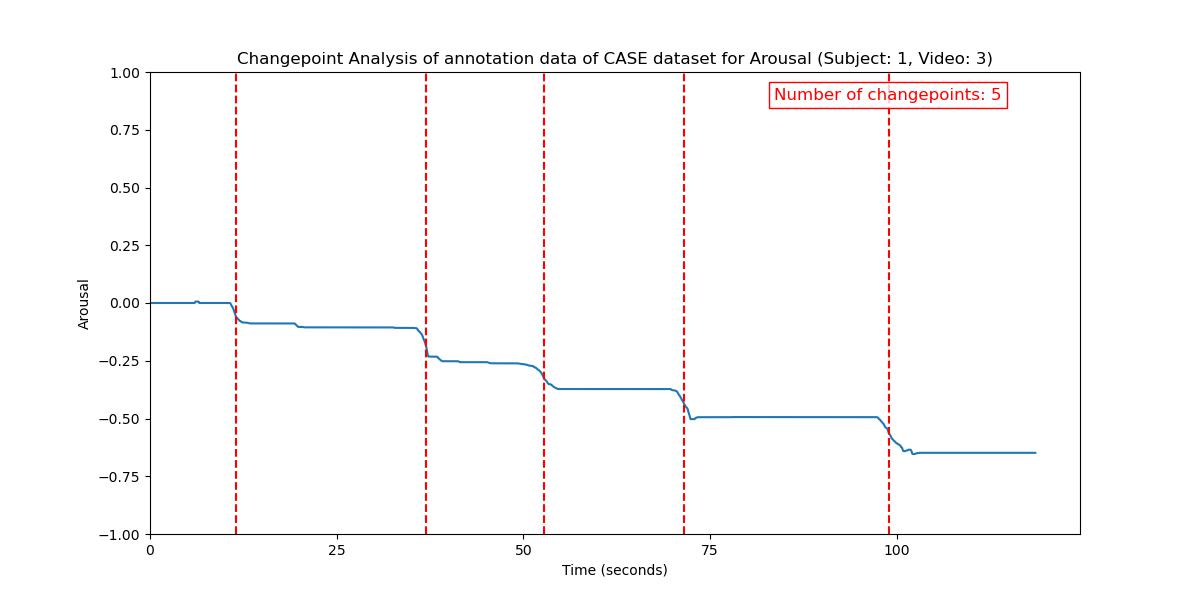 Changepoint Analysis of annotation data of CASE dataset for Arousal (Subject: 1, Video: 3)
Number of changepoints: 5
1.00
0.75
0.50
0.25
0.00
−0.25
−0.50
−0.75
−1.00
Arousal
0 25 50 75 100
Time (seconds)